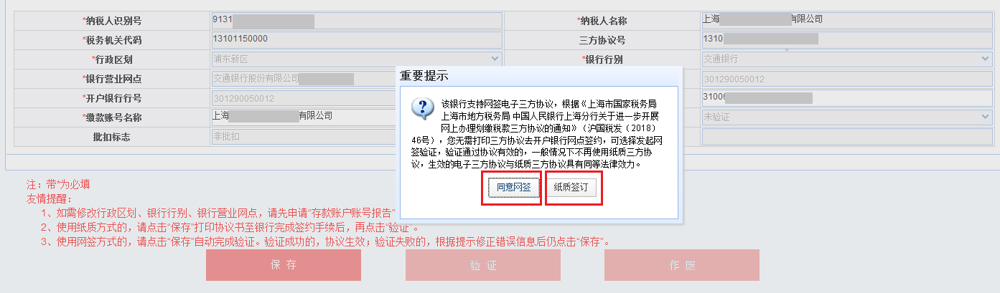 *纳税人识别号 9131 *纳税人名称 上海 有限公司
*税务机关代码 13101150000 三方协议号 1310
*行政区划 浦东新区 *银行行别 交通银行
*银行营业网点 交通银行股份有限公司 301290050012
*开户银行行号 301290050012 31006
*缴款账号名称 上海 有限公司 未验证
批扣标志 非批扣
重要提示
该银行支持网签电子三方协议，根据《上海市国家税务局
上海市地方税务局 中国人民银行上海分行关于进一步开展
网上办理划缴税款三方协议的通知》（沪国税发〔2018〕
46号），您无需打印三方协议去开户银行网点签约，可选择发起网
签验证，验证通过协议有效的，一般情况下不再使用纸质三方协
议，生效的电子三方协议与纸质三方协议具有同等法律效力。
同意网签 纸质签订
注：带*为必填
友情提醒：
1、如需修改行政区划、银行行别、银行营业网点，请先申请“存款账户账号报告”
2、使用纸质方式的，请点击“保存”打印协议书至银行完成签约手续后，再点击“验证”。
3、使用网签方式的，请点击“保存”自动完成验证。验证成功的，协议生效；验证失败的，根据提示修正错误信息后仍点击“保存”。
保 存 验 证 作 废